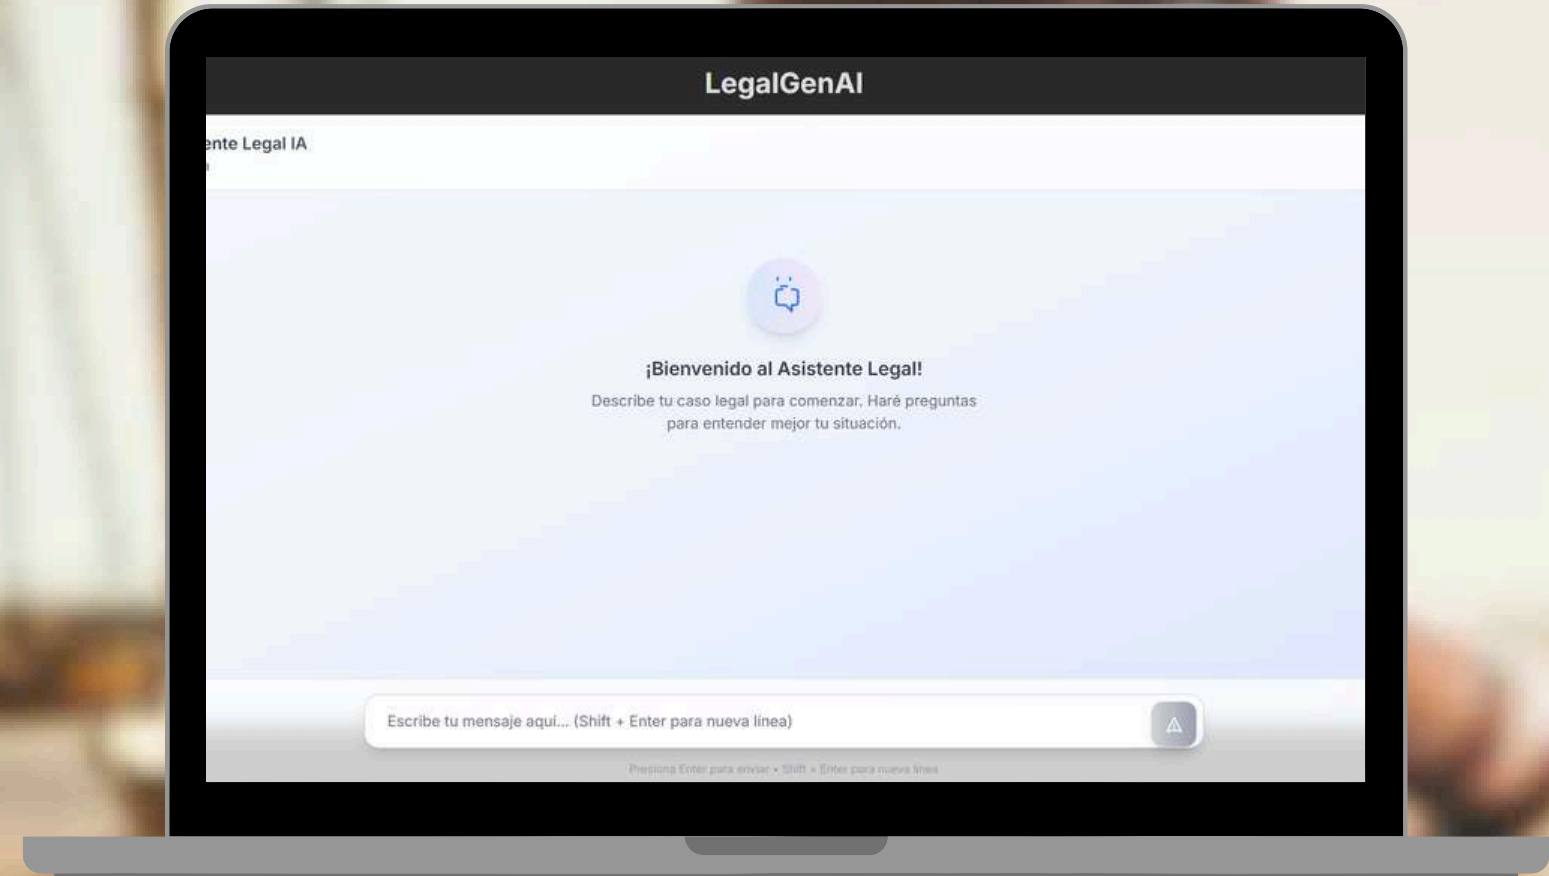 LegalGenAI
ente Legal IA
¡Bienvenido al Asistente Legal!
Describe tu caso legal para comenzar. Haré preguntas
para entender mejor tu situación.
Escribe tu mensaje aquí... (Shift + Enter para nueva línea)
Presiona Enter para enviar • Shift + Enter para nueva línea